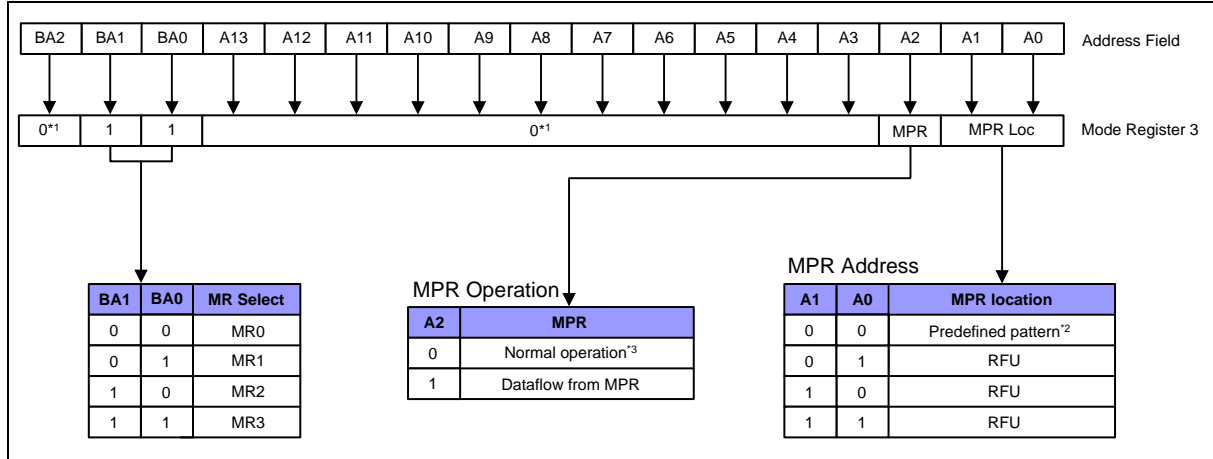 BA2 BA1 BA0 A13 A12 A11 A10 A9 A8 A7 A6 A5 A4 A3 A2 A1 A0 Address Field
0*1 1 1 0*1 MPR MPR Loc Mode Register 3
BA1 BA0 MR Select
0 0 MR0
0 1 MR1
1 0 MR2
1 1 MR3
MPR Operation
A2 MPR
0 Normal operation*3
1 Dataflow from MPR
MPR Address
A1 A0 MPR location
0 0 Predefined pattern*2
0 1 RFU
1 0 RFU
1 1 RFU